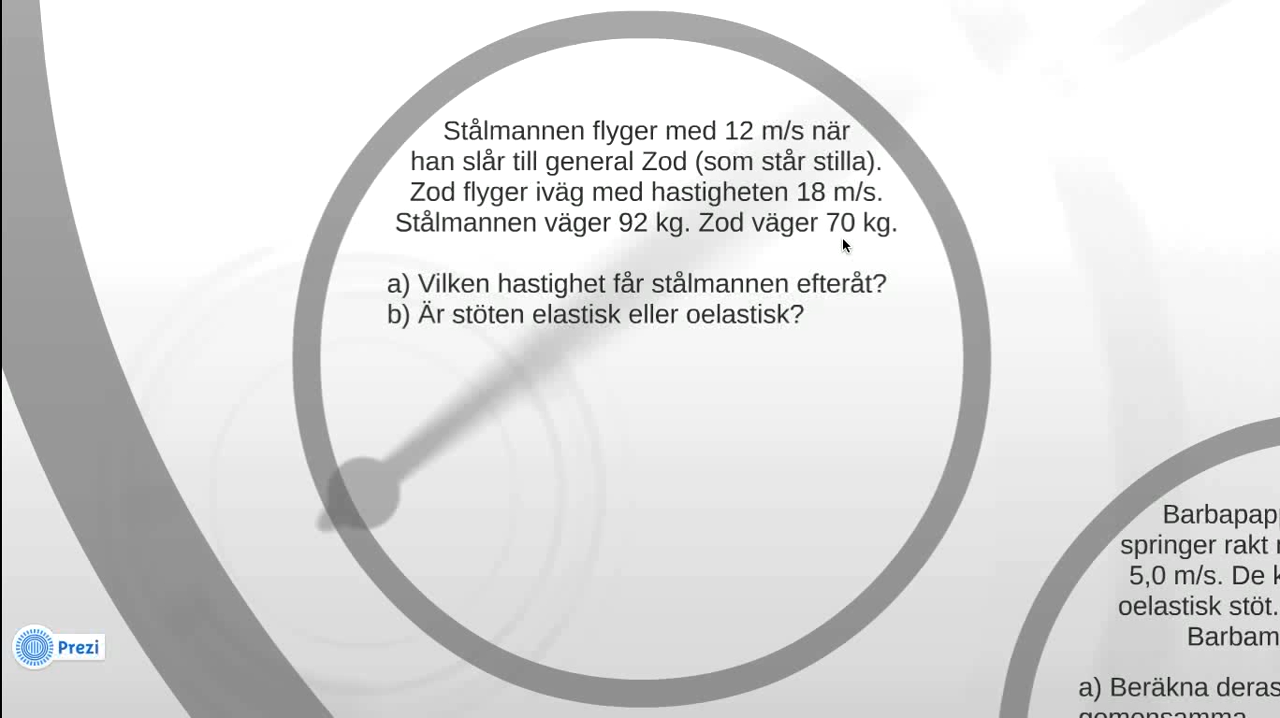 Stålmannen flyger med 12 m/s när
han slår till general Zod (som står stilla).
Zod flyger iväg med hastigheten 18 m/s.
Stålmannen väger 92 kg. Zod väger 70 kg.
a) Vilken hastighet får stålmannen efteråt?
b) Är stöten elastisk eller oelastisk?
springer rakt
5,0 m/s. De
oelastisk stöt.
a) Beräkna deras
gemensamma
Prezi